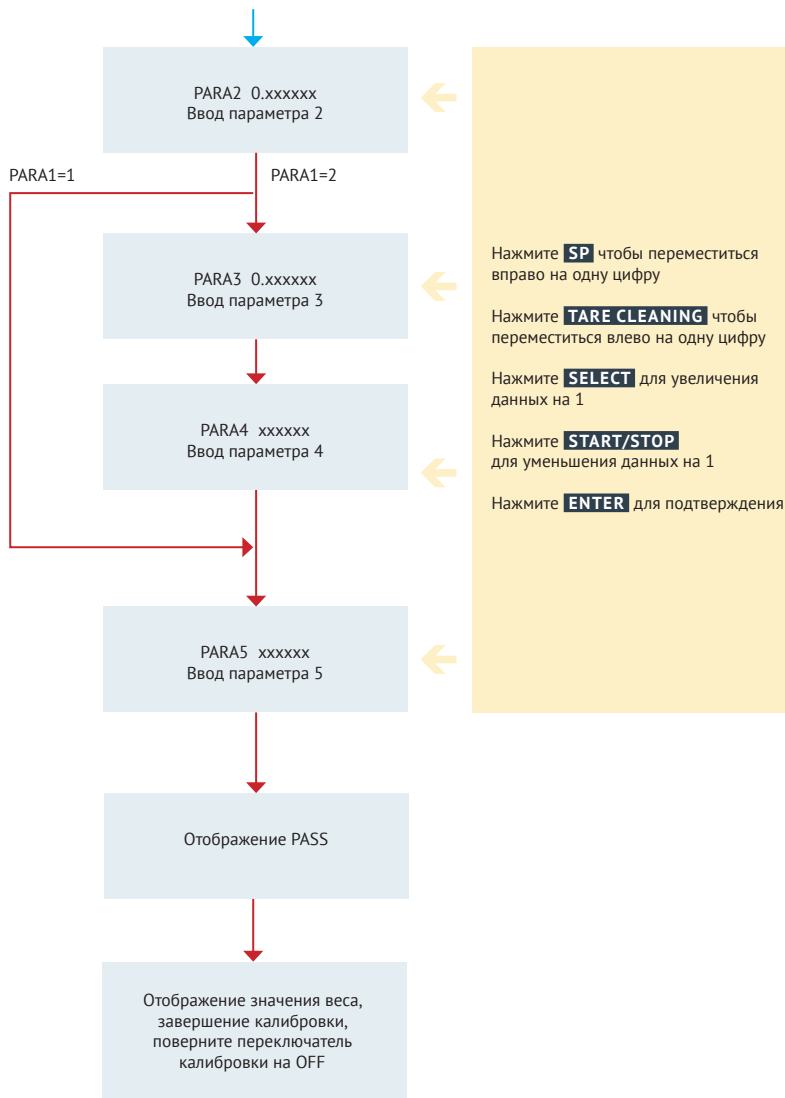 PARA2 0.xxxxxx
Ввод параметра 2
PARA1=1
PARA1=2
PARA3 0.xxxxxx
Ввод параметра 3
PARA4 xxxxxx
Ввод параметра 4
PARA5 xxxxxx
Ввод параметра 5
Отображение PASS
Отображение значения веса,
завершение калибровки,
поверните переключатель
калибровки на OFF
Нажмите SP чтобы переместиться
вправо на одну цифру
Нажмите TARE CLEANING чтобы
переместиться влево на одну цифру
Нажмите SELECT для увеличения
данных на 1
Нажмите START/STOP
для уменьшения данных на 1
Нажмите ENTER для подтверждения